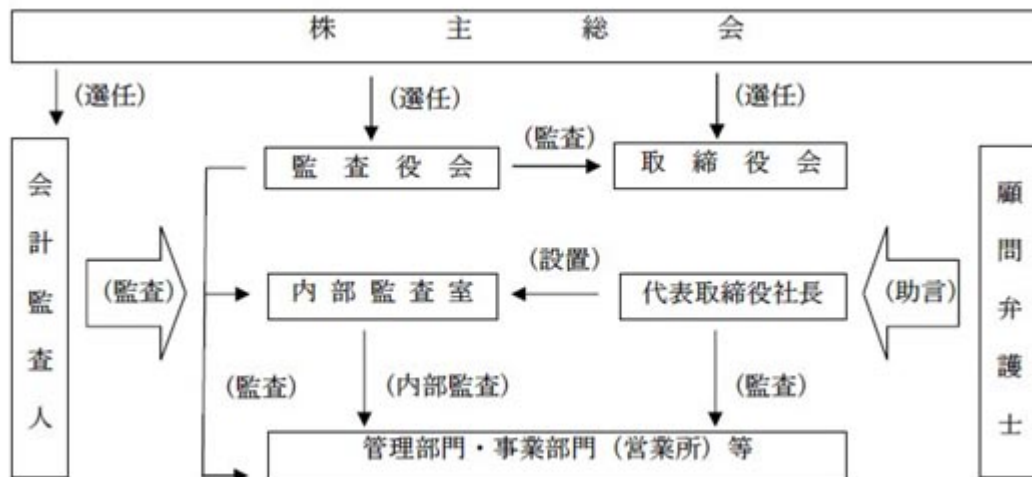 株主総会
(選任)
(選任)
(選任)
会計監査人
監査役会
(監査)
取締役会
顧問弁護士
(監査)
(設置)
内部監査室
代表取締役社長
(助言)
(監査)
(内部監査)
(監査)
管理部門・事業部門（営業所）等